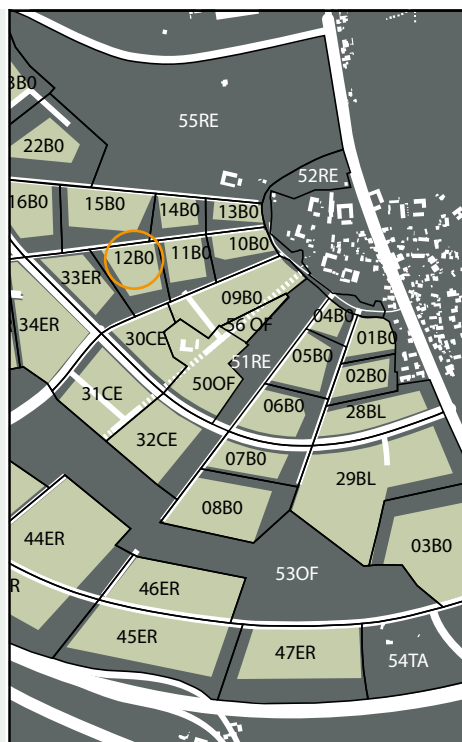 3B0
55RE
22B0
52RE
16B0
15B0
14B0
13B0
12B0
11B0
10B0
33ER
09B0
34ER
30CE
56 OF
04B0
01B0
51RE
05B0
31CE
50OF
02B0
06B0
28BL
32CE
07B0
29BL
08B0
44ER
03B0
53OF
R
46ER
45ER
47ER
54TA